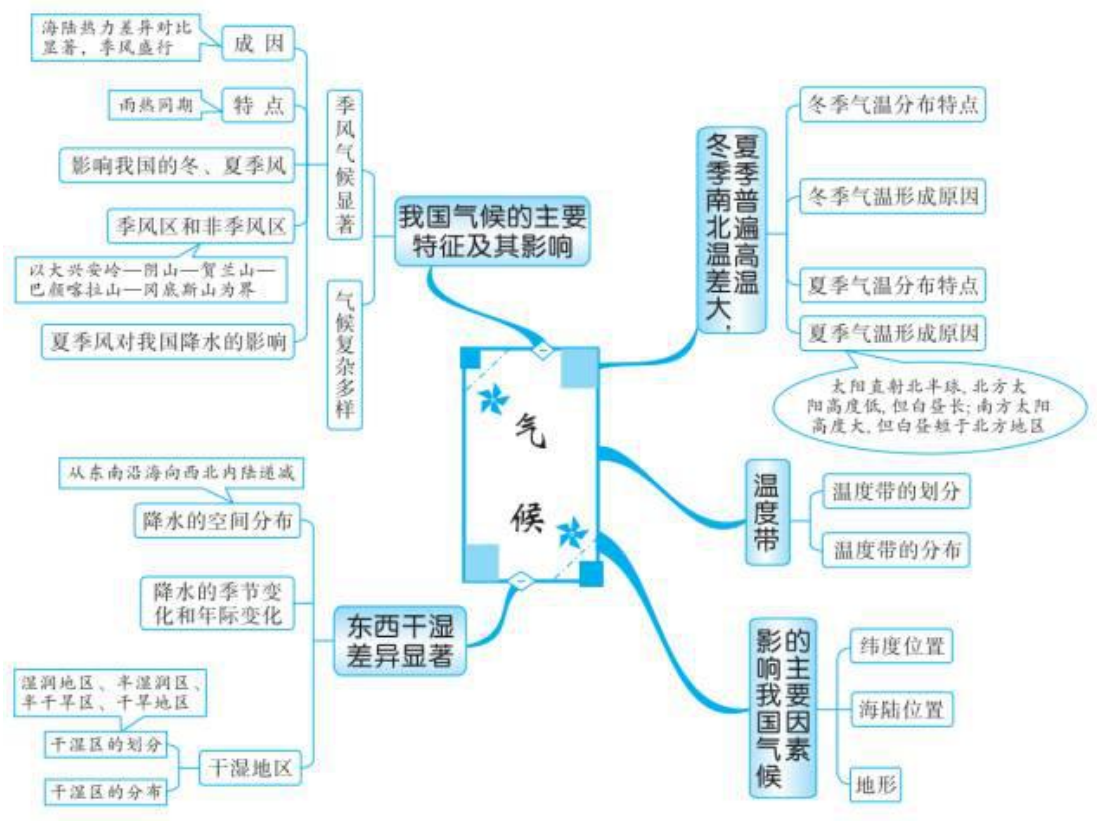 气
候
我国气候的主要
特征及其影响
季风气候显著
成因
海陆热力差异对比
显著，季风盛行
特点
雨热同期
影响我国的冬、夏季风
季风区和非季风区
以大兴安岭—阴山—贺兰山—
巴颜喀拉山—冈底斯山为界
夏季风对我国降水的影响
气候复杂多样
夏季普遍高温
冬季南北温差大，
冬季气温分布特点
冬季气温形成原因
夏季气温分布特点
夏季气温形成原因
太阳直射北半球，北方太
阳高度低，但白昼长；南方太阳
高度大，但白昼短于北方地区
温度带
温度带的划分
温度带的分布
的主要因素
影响我国气候
纬度位置
海陆位置
地形
东西干湿
差异显著
降水的空间分布
从东南沿海向西北内陆递减
降水的季节变
化和年际变化
干湿地区
干湿区的划分
湿润地区、半湿润区、
半干旱区、干旱地区
干湿区的分布